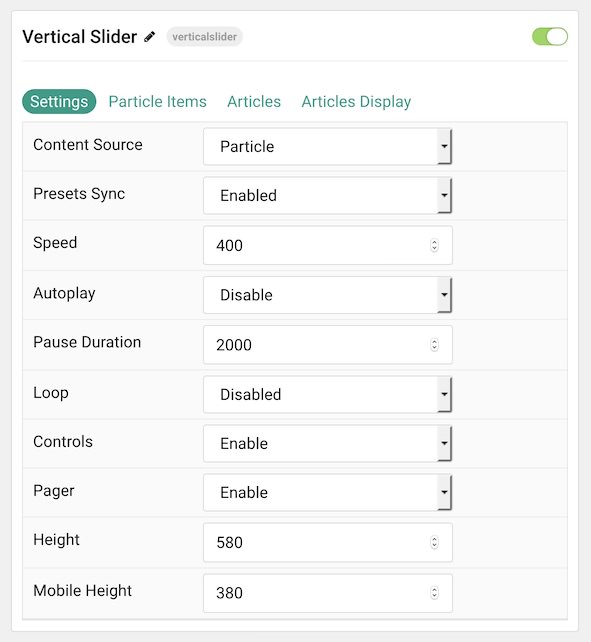 Vertical Slider verticalslider
Settings Particle Items Articles Articles Display
Content Source Particle
Presets Sync Enabled
Speed 400
Autoplay Disable
Pause Duration 2000
Loop Disabled
Controls Enable
Pager Enable
Height 580
Mobile Height 380